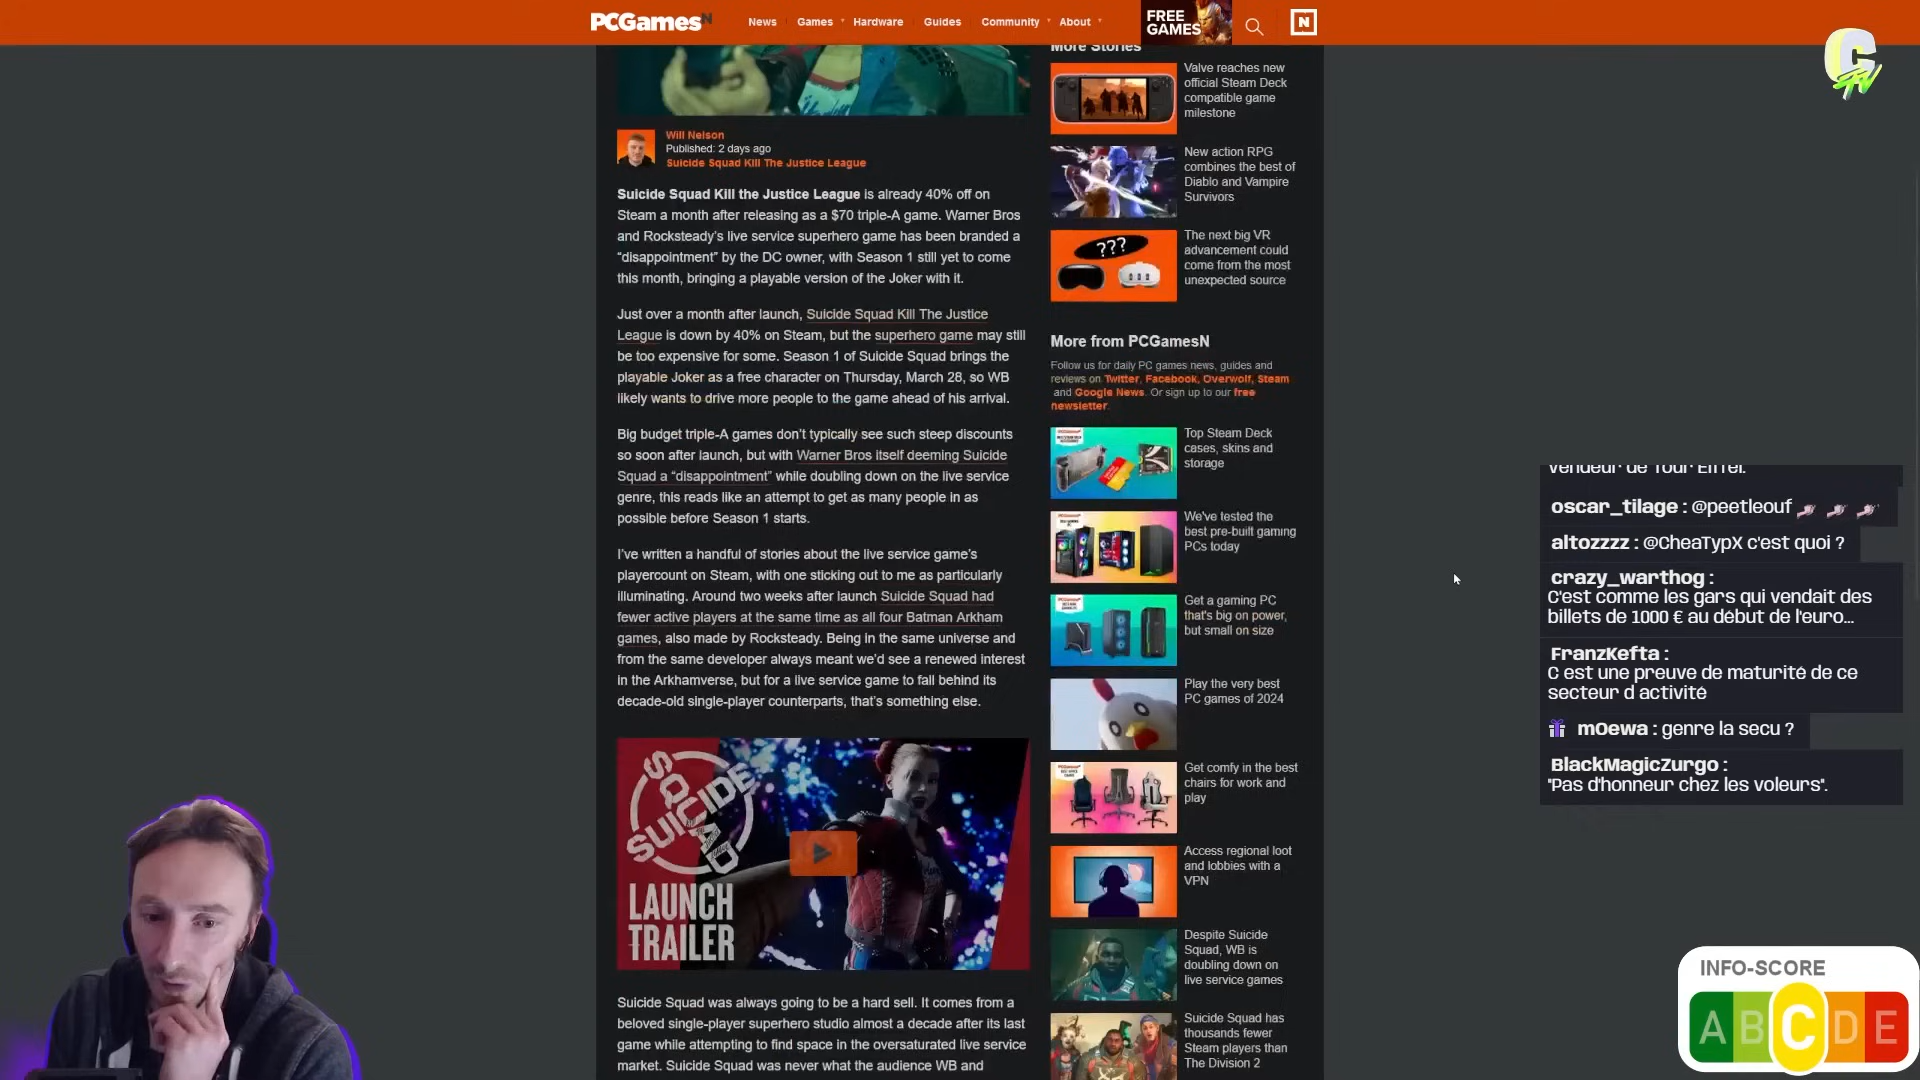 PCGamesN
News
Games
Hardware
Guides
Community
About
FREE
GAMES
N
C
TV
More Stories
Valve reaches new
official Steam Deck
compatible game
milestone
New action RPG
combines the best of
Diablo and Vampire
Survivors
???
The next big VR
advancement could
come from the most
unexpected source
Will Nelson
Published: 2 days ago
Suicide Squad Kill The Justice League
Suicide Squad Kill the Justice League is already 40% off on
Steam a month after releasing as a $70 triple-A game. Warner Bros
and Rocksteady's live service superhero game has been branded a
“disappointment” by the DC owner, with Season 1 still yet to come
this month, bringing a playable version of the Joker with it.
Just over a month after launch, Suicide Squad Kill The Justice
League is down by 40% on Steam, but the superhero game may still
be too expensive for some. Season 1 of Suicide Squad brings the
playable Joker as a free character on Thursday, March 28, so WB
likely wants to drive more people to the game ahead of his arrival.
Big budget triple-A games don't typically see such steep discounts
so soon after launch, but with Warner Bros itself deeming Suicide
Squad a “disappointment” while doubling down on the live service
genre, this reads like an attempt to get as many people in as
possible before Season 1 starts.
I've written a handful of stories about the live service game's
playercount on Steam, with one sticking out to me as particularly
illuminating. Around two weeks after launch Suicide Squad had
fewer active players at the same time as all four Batman Arkham
games, also made by Rocksteady. Being in the same universe and
from the same developer always meant we'd see a renewed interest
in the Arkhamverse, but for a live service game to fall behind its
decade-old single-player counterparts, that's something else.
SUICIDE
SQUAD
LAUNCH
TRAILER
Suicide Squad was always going to be a hard sell. It comes from a
beloved single-player superhero studio almost a decade after its last
game while attempting to find space in the oversaturated live service
market. Suicide Squad was never what the audience WB and
More from PCGamesN
Follow us for daily PC games news, guides and
reviews on Twitter, Facebook, Overwolf, Steam
and Google News. Or sign up to our free
newsletter.
Top Steam Deck
cases, skins and
storage
We've tested the
best pre-built gaming
PCs today
Get a gaming PC
that's big on power,
but small on size
Play the very best
PC games of 2024
Get comfy in the best
chairs for work and
play
Access regional loot
and lobbies with a
VPN
Despite Suicide
Squad, WB is
doubling down on
live service games
Suicide Squad has
thousands fewer
Steam players than
The Division 2
vendeur de Tour Eiffel.
oscar_tilage : @peetleouf
altozzzz : @CheaTypX c'est quoi ?
crazy_warthog :
C'est comme les gars qui vendait des
billets de 1000 € au début de l'euro...
FranzKefta :
C est une preuve de maturité de ce
secteur d activité
m0ewa : genre la secu ?
BlackMagicZurgo :
"Pas d'honneur chez les voleurs".
INFO-SCORE
A B C D E